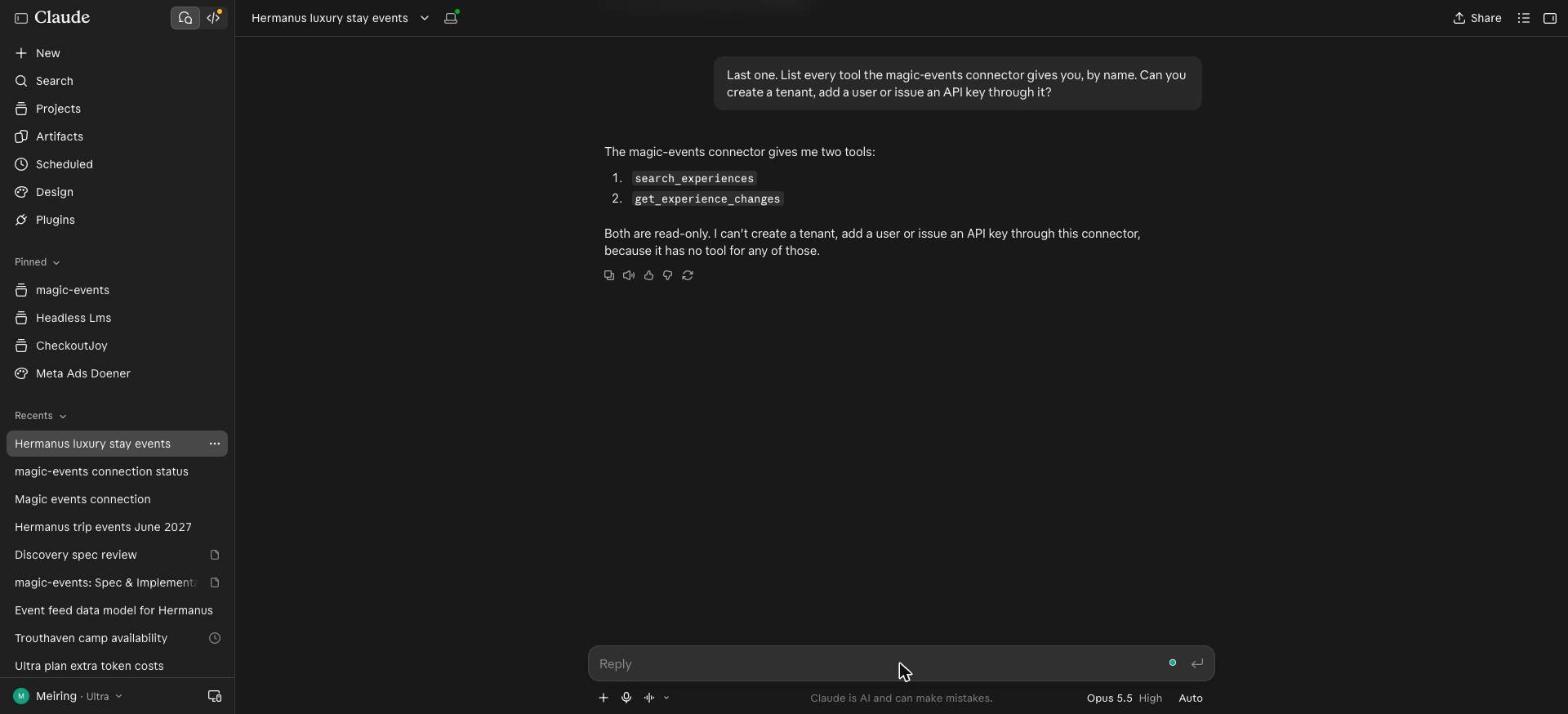 Claude
New
Search
Projects
Artifacts
Scheduled
Design
Plugins
Pinned
magic-events
Headless Lms
CheckoutJoy
Meta Ads Doener
Recents
Hermanus luxury stay events
magic-events connection status
Magic events connection
Hermanus trip events June 2027
Discovery spec review
magic-events: Spec & Implement
Event feed data model for Hermanus
Trouthaven camp availability
Ultra plan extra token costs
M Meiring · Ultra
Hermanus luxury stay events
Share
Last one. List every tool the magic-events connector gives you, by name. Can you
create a tenant, add a user or issue an API key through it?
The magic-events connector gives me two tools:
1. search_experiences
2. get_experience_changes
Both are read-only. I can't create a tenant, add a user or issue an API key through this connector,
because it has no tool for any of those.
Reply
Claude is AI and can make mistakes.
Opus 5.5 High Auto